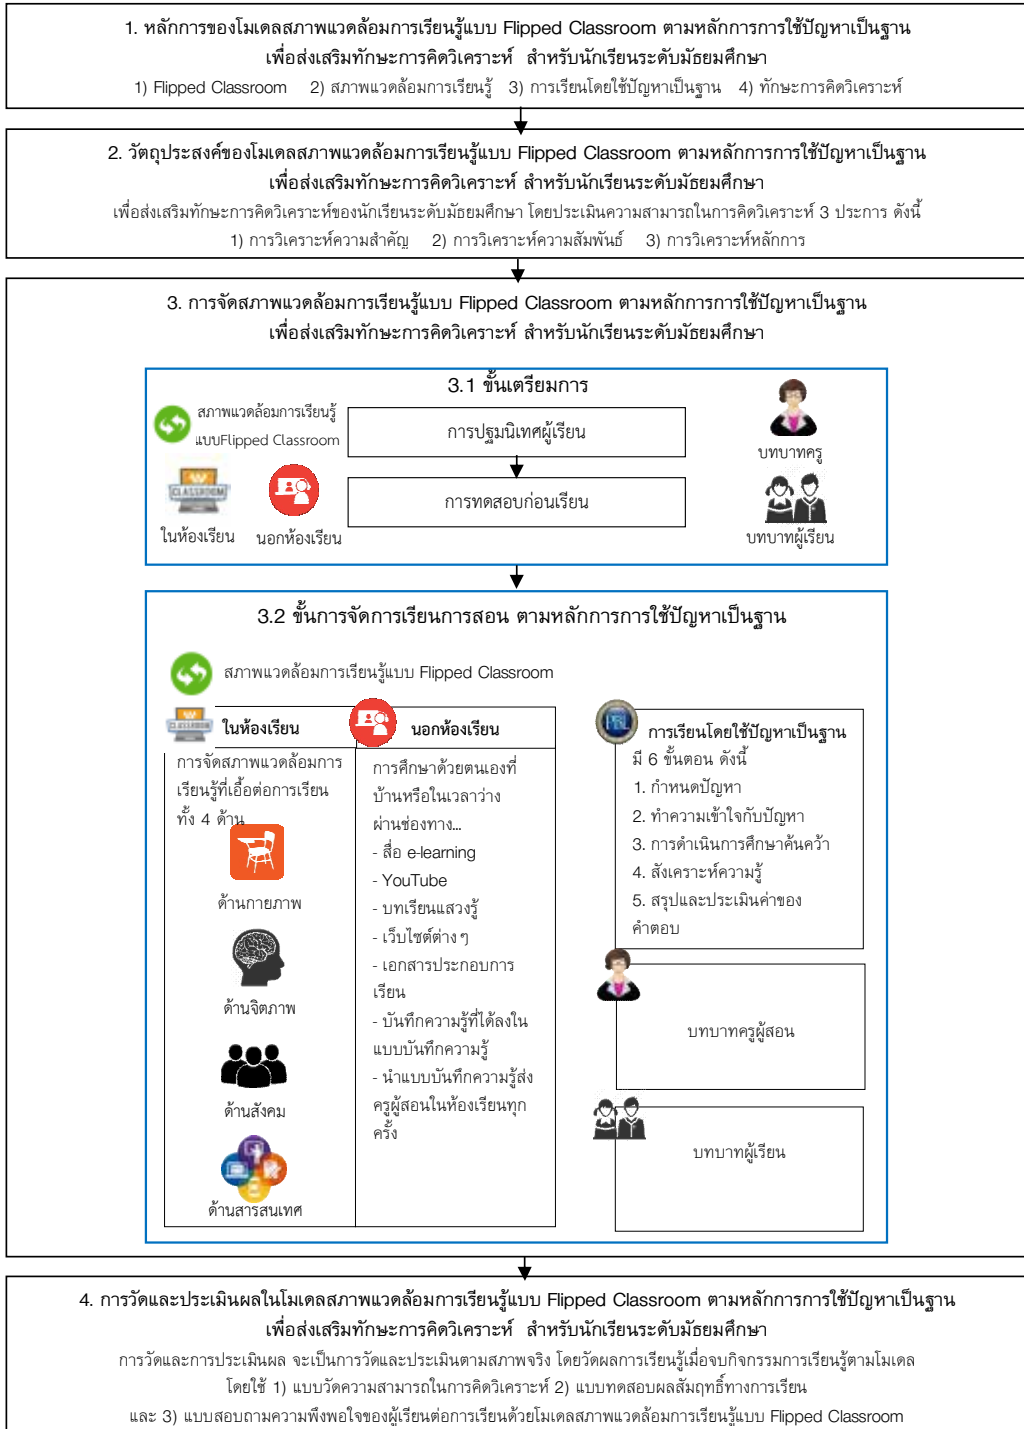 1. หลักการของโมเดลสภาพแวดล้อมการเรียนรู้แบบ Flipped Classroom ตามหลักการการใช้ปัญหาเป็นฐาน
เพื่อส่งเสริมทักษะการคิดวิเคราะห์ สำหรับนักเรียนระดับมัธยมศึกษา
1) Flipped Classroom 2) สภาพแวดล้อมการเรียนรู้ 3) การเรียนโดยใช้ปัญหาเป็นฐาน 4) ทักษะการคิดวิเคราะห์
2. วัตถุประสงค์ของโมเดลสภาพแวดล้อมการเรียนรู้แบบ Flipped Classroom ตามหลักการการใช้ปัญหาเป็นฐาน
เพื่อส่งเสริมทักษะการคิดวิเคราะห์ สำหรับนักเรียนระดับมัธยมศึกษา
เพื่อส่งเสริมทักษะการคิดวิเคราะห์ของนักเรียนระดับมัธยมศึกษา โดยประเมินความสามารถในการคิดวิเคราะห์ 3 ประการ ดังนี้
1) การวิเคราะห์ความสำคัญ 2) การวิเคราะห์ความสัมพันธ์ 3) การวิเคราะห์หลักการ
3. การจัดสภาพแวดล้อมการเรียนรู้แบบ Flipped Classroom ตามหลักการการใช้ปัญหาเป็นฐาน
เพื่อส่งเสริมทักษะการคิดวิเคราะห์ สำหรับนักเรียนระดับมัธยมศึกษา
3.1 ขั้นเตรียมการ
สภาพแวดล้อมการเรียนรู้
แบบFlipped Classroom
CLASSROOM
ในห้องเรียน
นอกห้องเรียน
การปฐมนิเทศผู้เรียน
การทดสอบก่อนเรียน
บทบาทครู
บทบาทผู้เรียน
3.2 ขั้นการจัดการเรียนการสอน ตามหลักการการใช้ปัญหาเป็นฐาน
สภาพแวดล้อมการเรียนรู้แบบ Flipped Classroom
CLASSROOM
ในห้องเรียน
การจัดสภาพแวดล้อมการ
เรียนรู้ที่เอื้อต่อการเรียน
ทั้ง 4 ด้าน
ด้านกายภาพ
ด้านจิตภาพ
ด้านสังคม
ด้านสารสนเทศ
นอกห้องเรียน
การศึกษาด้วยตนเองที่
บ้านหรือในเวลาว่าง
ผ่านช่องทาง...
- สื่อ e-learning
- YouTube
- บทเรียนแสวงรู้
- เว็บไซต์ต่าง ๆ
- เอกสารประกอบการ
เรียน
- บันทึกความรู้ที่ได้ลงใน
แบบบันทึกความรู้
- นำแบบบันทึกความรู้ส่ง
ครูผู้สอนในห้องเรียนทุก
ครั้ง
PBL
การเรียนโดยใช้ปัญหาเป็นฐาน
มี 6 ขั้นตอน ดังนี้
1. กำหนดปัญหา
2. ทำความเข้าใจกับปัญหา
3. การดำเนินการศึกษาค้นคว้า
4. สังเคราะห์ความรู้
5. สรุปและประเมินค่าของ
คำตอบ
บทบาทครูผู้สอน
บทบาทผู้เรียน
4. การวัดและประเมินผลในโมเดลสภาพแวดล้อมการเรียนรู้แบบ Flipped Classroom ตามหลักการการใช้ปัญหาเป็นฐาน
เพื่อส่งเสริมทักษะการคิดวิเคราะห์ สำหรับนักเรียนระดับมัธยมศึกษา
การวัดและการประเมินผล จะเป็นการวัดและประเมินตามสภาพจริง โดยวัดผลการเรียนรู้เมื่อจบกิจกรรมการเรียนรู้ตามโมเดล
โดยใช้ 1) แบบวัดความสามารถในการคิดวิเคราะห์ 2) แบบทดสอบผลสัมฤทธิ์ทางการเรียน
และ 3) แบบสอบถามความพึงพอใจของผู้เรียนต่อการเรียนด้วยโมเดลสภาพแวดล้อมการเรียนรู้แบบ Flipped Classroom